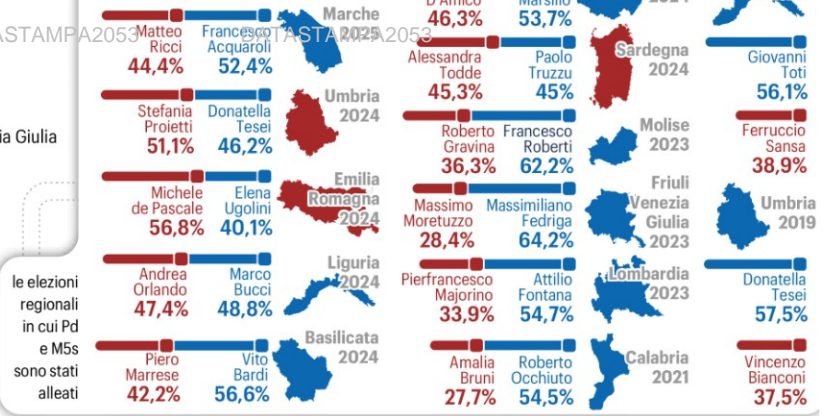 Marche
2025
ASTAMPA2053
DATASTAMPA2053
Matteo
Ricci
44,4%
Francesco
Acquaroli
52,4%
Umbria
2024
Stefania
Proietti
51,1%
Donatella
Tesei
46,2%
Emilia
Romagna
2024
Michele
de Pascale
56,8%
Elena
Ugolini
40,1%
Liguria
2024
Andrea
Orlando
47,4%
Marco
Bucci
48,8%
Basilicata
2024
Piero
Marrese
42,2%
Vito
Bardi
56,6%
ia Giulia
le elezioni
regionali
in cui Pd
e M5s
sono stati
alleati
D'Amico
46,3%
Marsilio
53,7%
2024
Sardegna
2024
Alessandra
Todde
45,3%
Paolo
Truzzu
45%
Molise
2023
Roberto
Gravina
36,3%
Francesco
Roberti
62,2%
Friuli
Venezia
Giulia
2023
Massimo
Moretuzzo
28,4%
Massimiliano
Fedriga
64,2%
Lombardia
2023
Pierfrancesco
Majorino
33,9%
Attilio
Fontana
54,7%
Calabria
2021
Amalia
Bruni
27,7%
Roberto
Occhiuto
54,5%
Giovanni
Toti
56,1%
Ferruccio
Sansa
38,9%
Umbria
2019
Donatella
Tesei
57,5%
Vincenzo
Bianconi
37,5%